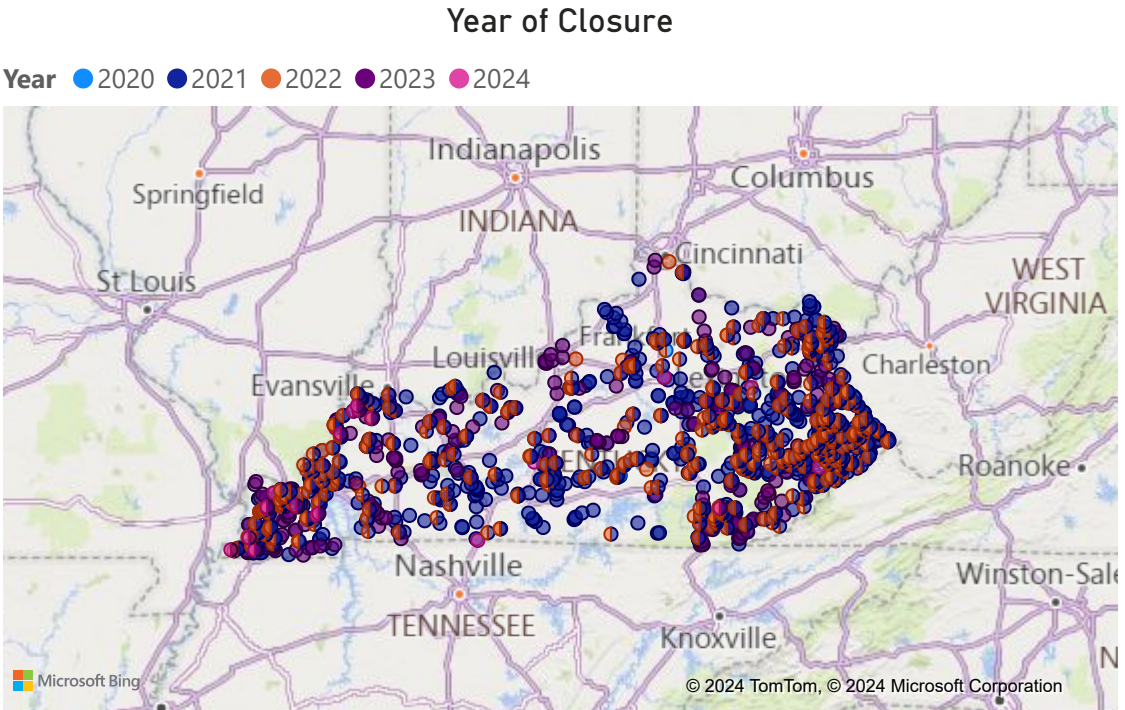 Year of Closure
Year 2020 2021 2022 2023 2024
Indianapolis
Columbus
Springfield
INDIANA
Cincinnati
WEST
VIRGINIA
St Louis
Louisville
Charleston
Evansville
Roanoke
Nashville
Winston-Sale
TENNESSEE
Knoxville
N
Microsoft Bing
© 2024 TomTom, © 2024 Microsoft Corporation